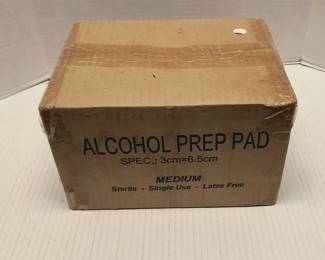 ALCOHOL PREP PAD
SPEC.: 3cm×6.5cm
MEDIUM
Sterile - Single Use - Latex Free